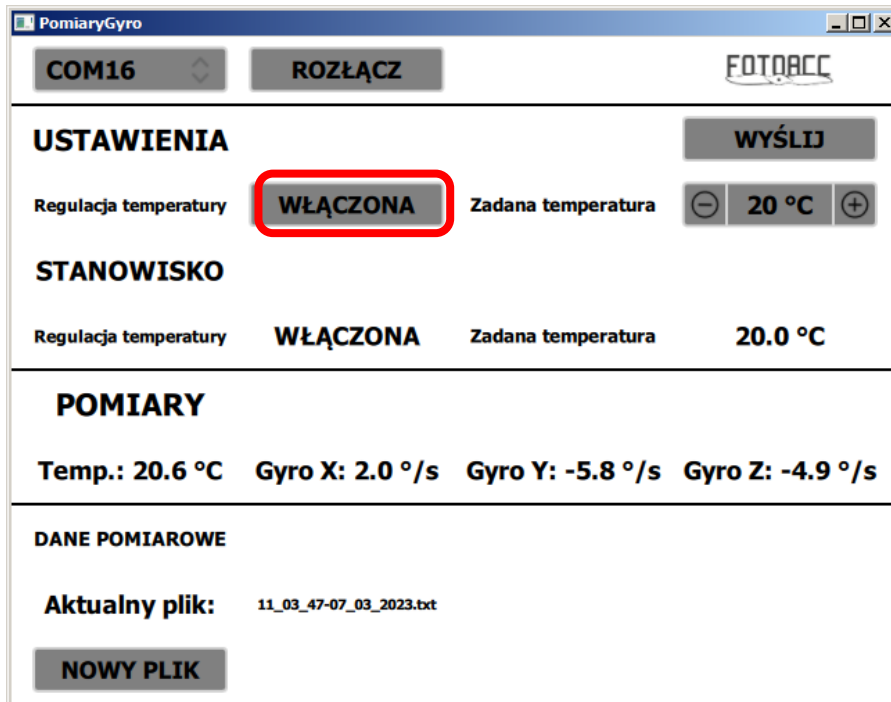 PomiaryGyro
COM16 ROZŁĄCZ FOTOACC
USTAWIENIA WYŚLIJ
Regulacja temperatury WŁĄCZONA Zadana temperatura 20 °C
STANOWISKO
Regulacja temperatury WŁĄCZONA Zadana temperatura 20.0 °C
POMIARY
Temp.: 20.6 °C Gyro X: 2.0 °/s Gyro Y: -5.8 °/s Gyro Z: -4.9 °/s
DANE POMIAROWE
Aktualny plik: 11_03_47-07_03_2023.txt
NOWY PLIK